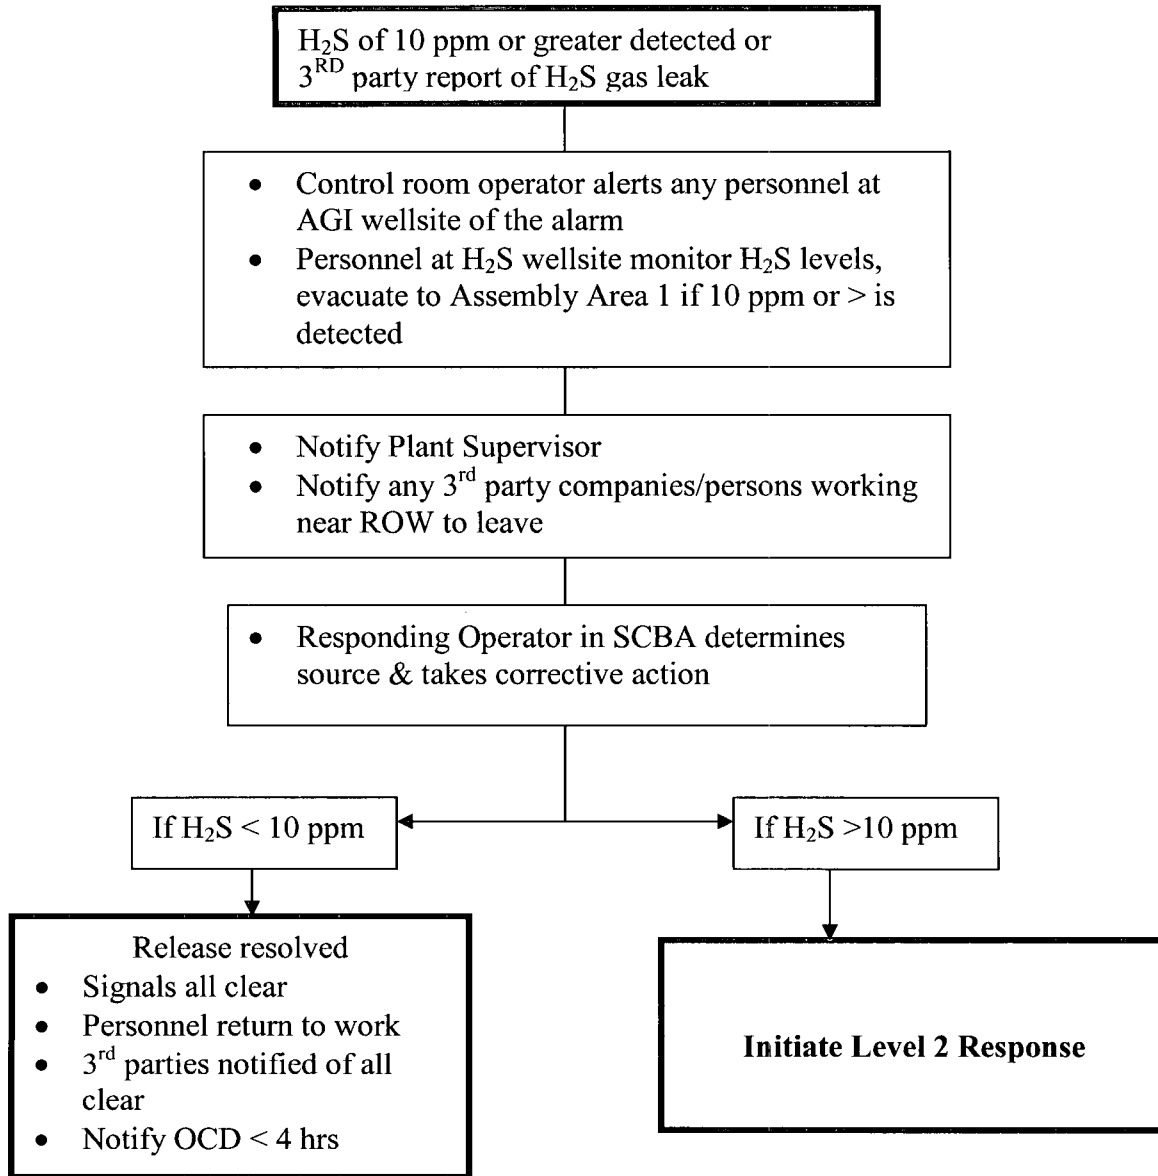 H₂S of 10 ppm or greater detected or
3ᴿᴰ party report of H₂S gas leak
• Control room operator alerts any personnel at
AGI wellsite of the alarm
• Personnel at H₂S wellsite monitor H₂S levels,
evacuate to Assembly Area 1 if 10 ppm or > is
detected
• Notify Plant Supervisor
• Notify any 3ʳᵈ party companies/persons working
near ROW to leave
• Responding Operator in SCBA determines
source & takes corrective action
If H₂S < 10 ppm
If H₂S >10 ppm
Release resolved
• Signals all clear
• Personnel return to work
• 3ʳᵈ parties notified of all
clear
• Notify OCD < 4 hrs
Initiate Level 2 Response